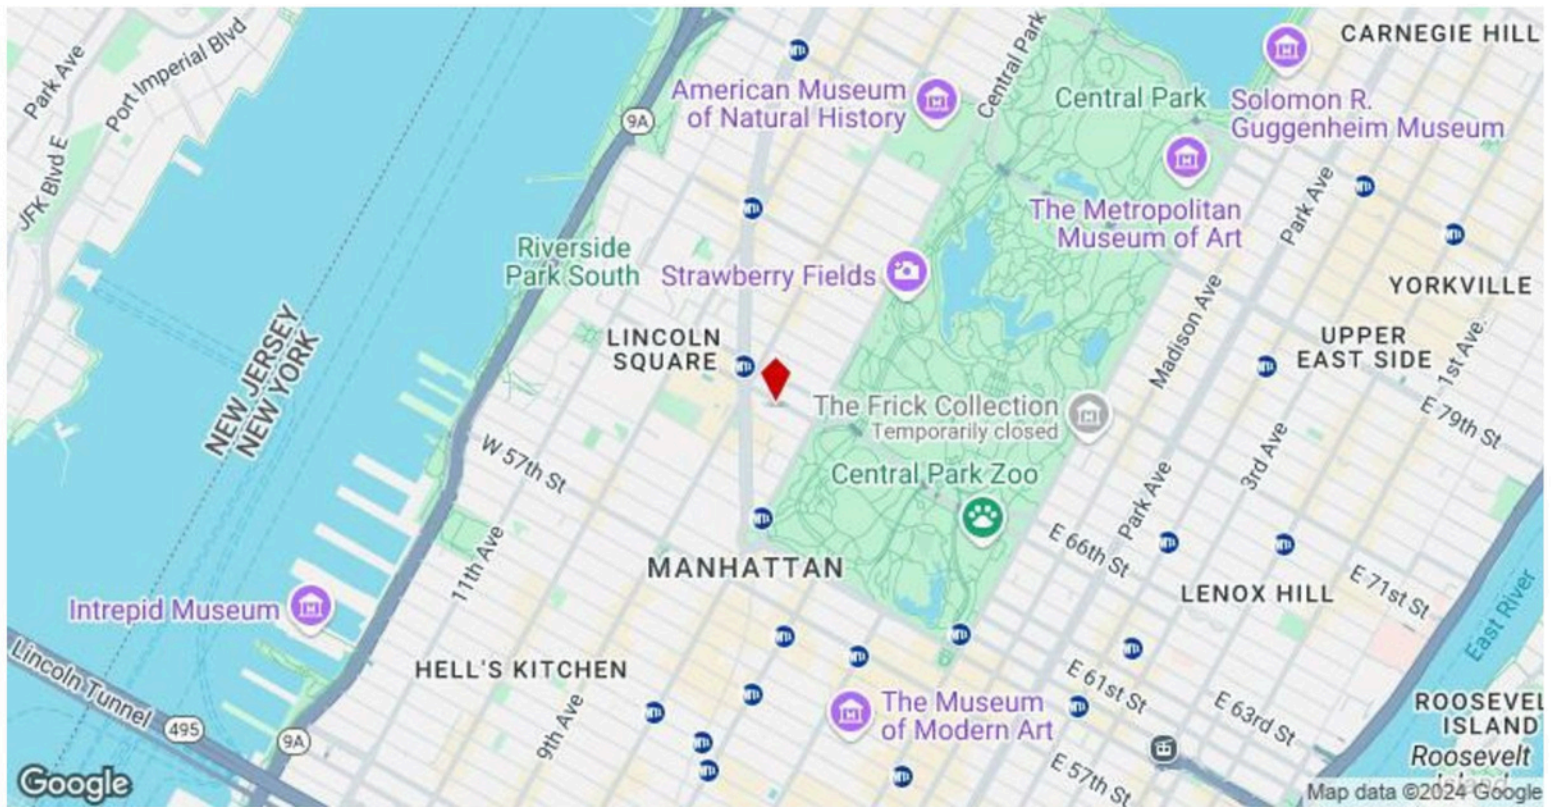 CARNEGIE HILL
Park Ave
Port Imperial Blvd
JFK Blvd E
9A
American Museum
of Natural History
Central Park
Central Park
Solomon R.
Guggenheim Museum
The Metropolitan
Museum of Art
Park Ave
Riverside
Park South
Strawberry Fields
YORKVILLE
NEW JERSEY
NEW YORK
LINCOLN
SQUARE
Madison Ave
UPPER
EAST SIDE
1st Ave.
E 79th St
The Frick Collection
Temporarily closed
W 57th St
Central Park Zoo
3rd Ave
Park Ave
E 66th St
11th Ave
MANHATTAN
LENOX HILL
E 71st St
East River
Intrepid Museum
HELL'S KITCHEN
Lincoln Tunnel
495
9A
9th Ave
The Museum
of Modern Art
E 61st St
E 63rd St
E 57th St
ROOSEVEL
ISLAND
Roosevelt
Island
Google
Map data ©2024 Google